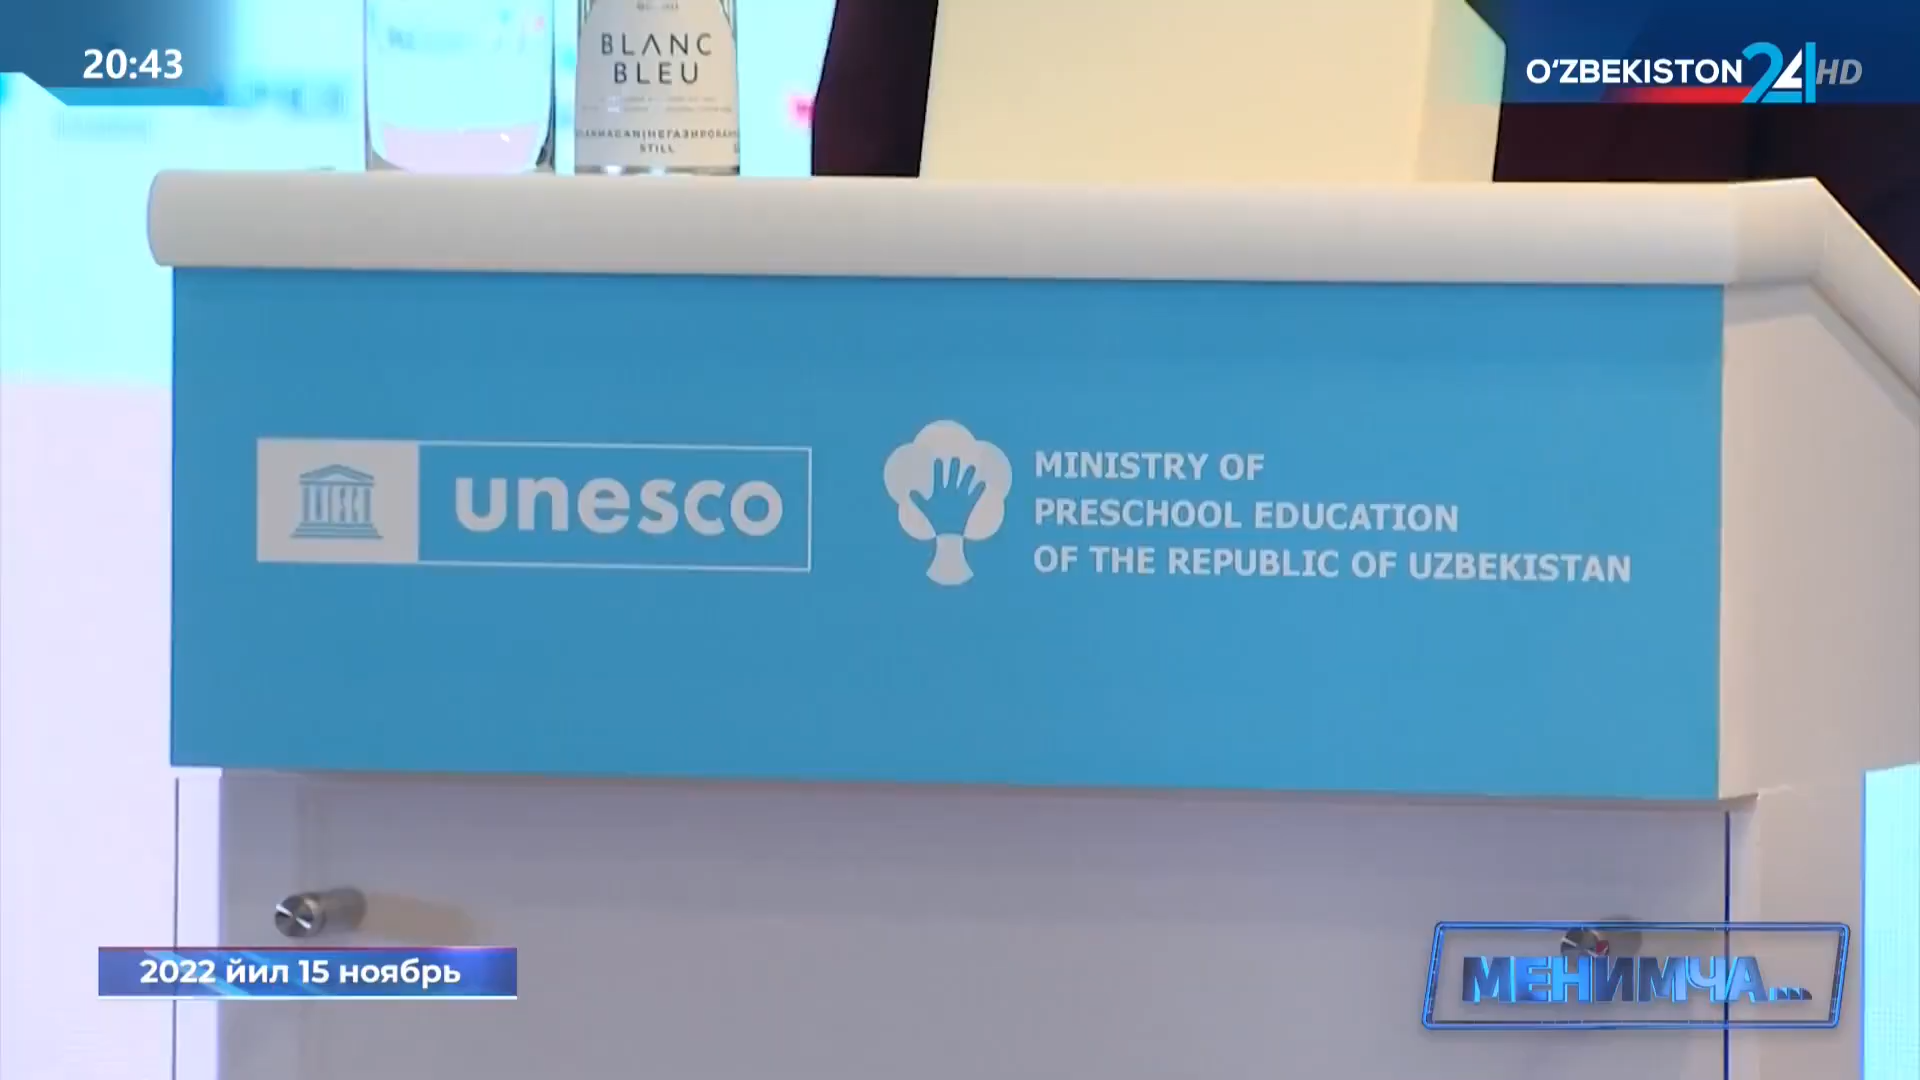 20:43
BLANC
BLEU
STILL
O‘ZBEKISTON 24 HD
unesco
MINISTRY OF
PRESCHOOL EDUCATION
OF THE REPUBLIC OF UZBEKISTAN
2022 йил 15 ноябрь
МЕНИМЧА...